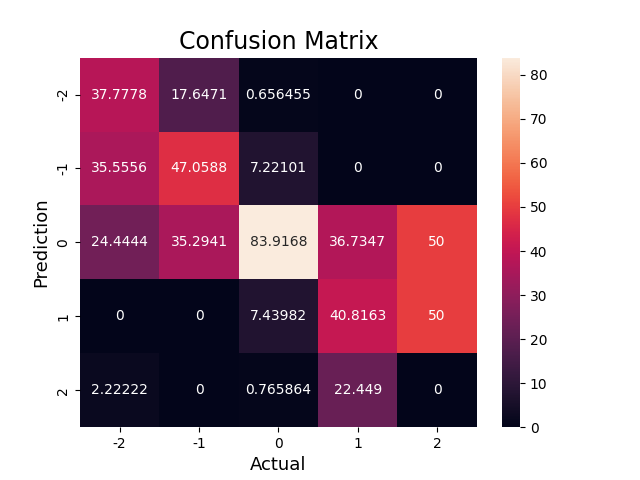 Confusion Matrix
-2 37.7778 17.6471 0.656455 0 0
-1 35.5556 47.0588 7.22101 0 0
0 24.4444 35.2941 83.9168 36.7347 50
1 0 0 7.43982 40.8163 50
2 2.22222 0 0.765864 22.449 0
-2 -1 0 1 2
Prediction
Actual
80
70
60
50
40
30
20
10
0